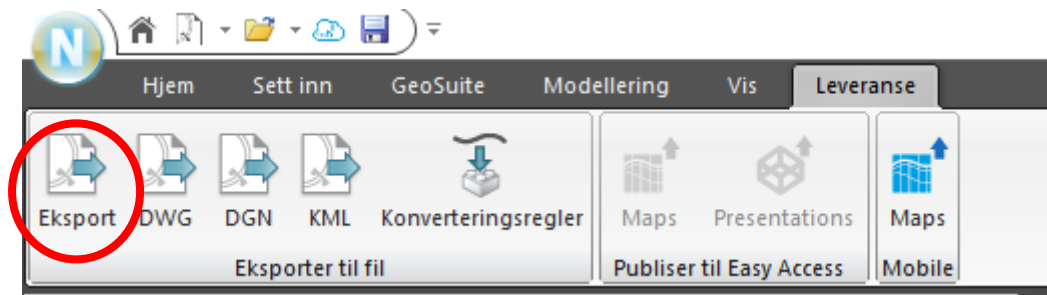 N
Hjem Sett inn GeoSuite Modellering Vis Leveranse
Eksport DWG DGN KML Konverteringsregler Maps Presentations Maps
Eksporter til fil Publiser til Easy Access Mobile